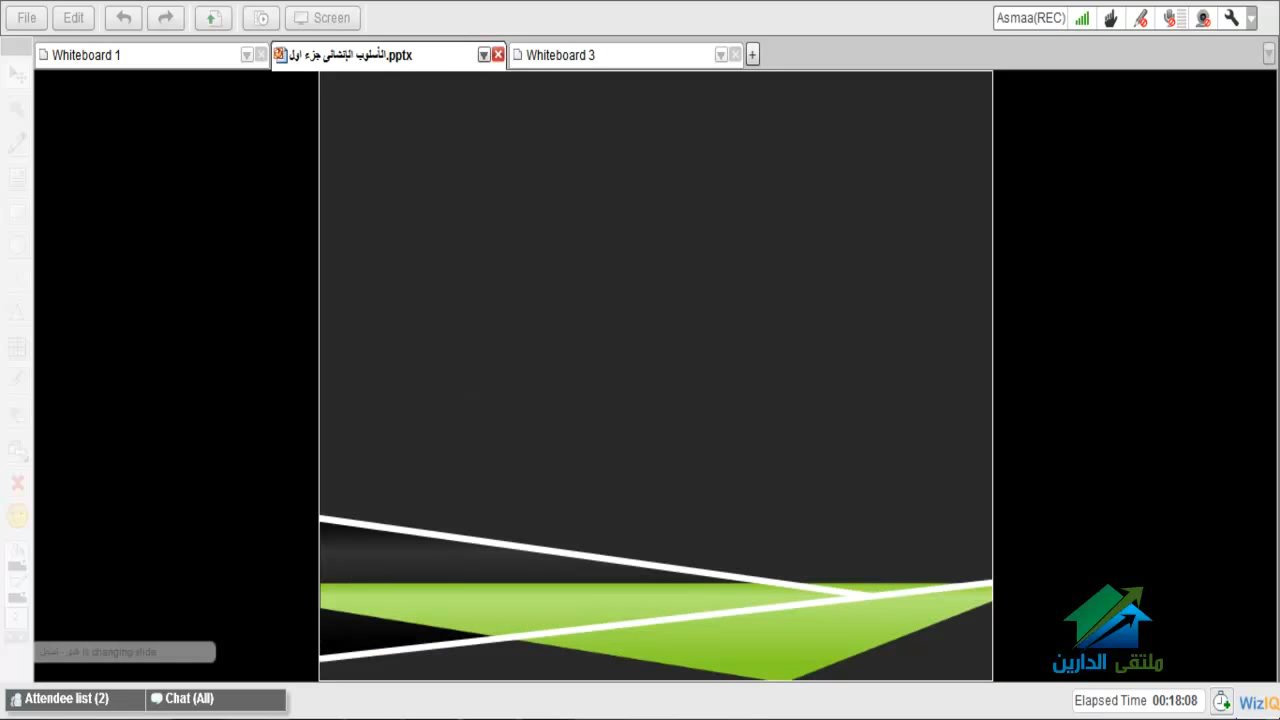 File Edit Screen Asmaa(REC)
Whiteboard 1 الأسلوب الإنشائى جزء اول.pptx Whiteboard 3 +
is changing slide
ملتقى الدارين
Attendee list (2) Chat (All) Elapsed Time 00:18:08 WizIQ